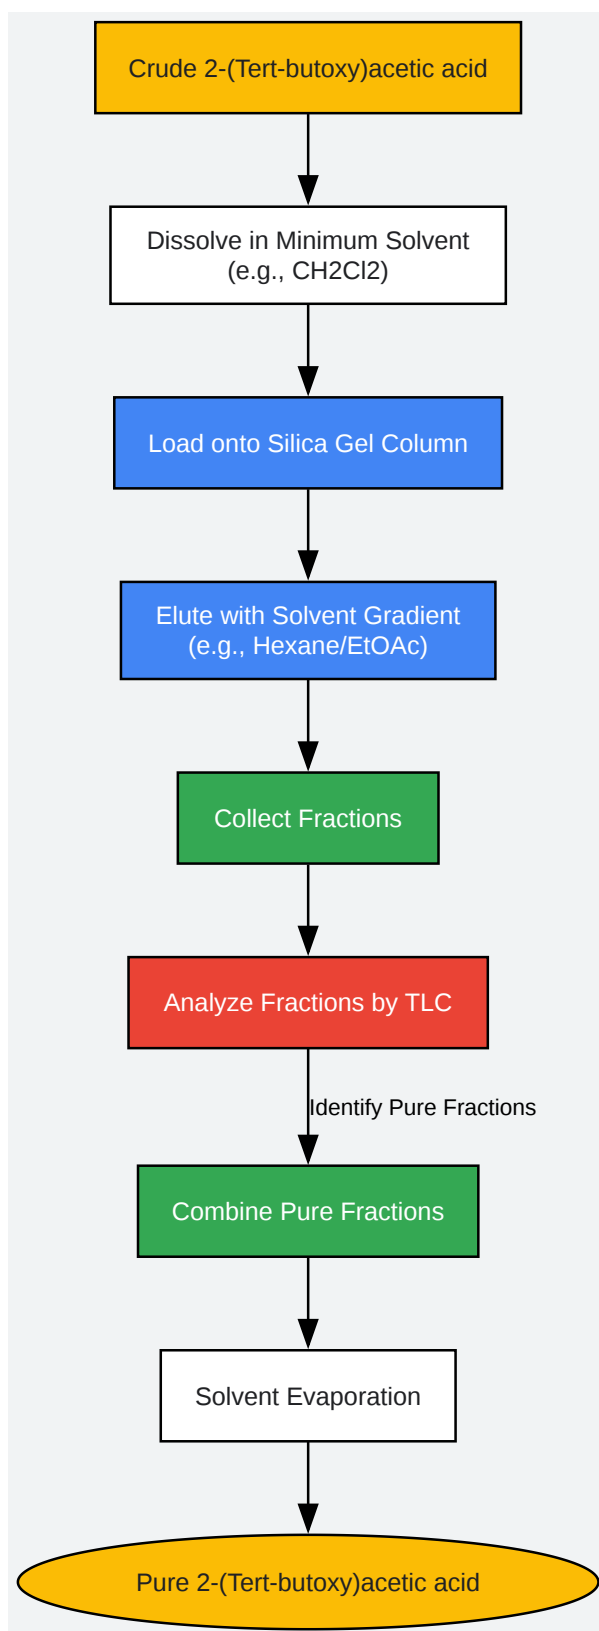 Crude 2-(Tert-butoxy)acetic acid
Dissolve in Minimum Solvent
(e.g., CH2Cl2)
Load onto Silica Gel Column
Elute with Solvent Gradient
(e.g., Hexane/EtOAc)
Collect Fractions
Analyze Fractions by TLC
Identify Pure Fractions
Combine Pure Fractions
Solvent Evaporation
Pure 2-(Tert-butoxy)acetic acid